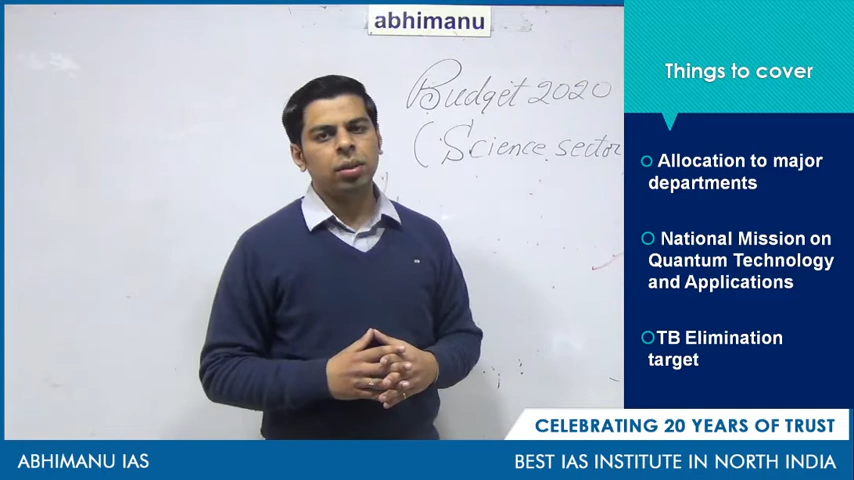 abhimanu
Budget 2020
(Science sector
Things to cover
Allocation to major
departments
National Mission on
Quantum Technology
and Applications
TB Elimination
target
CELEBRATING 20 YEARS OF TRUST
ABHIMANU IAS
BEST IAS INSTITUTE IN NORTH INDIA